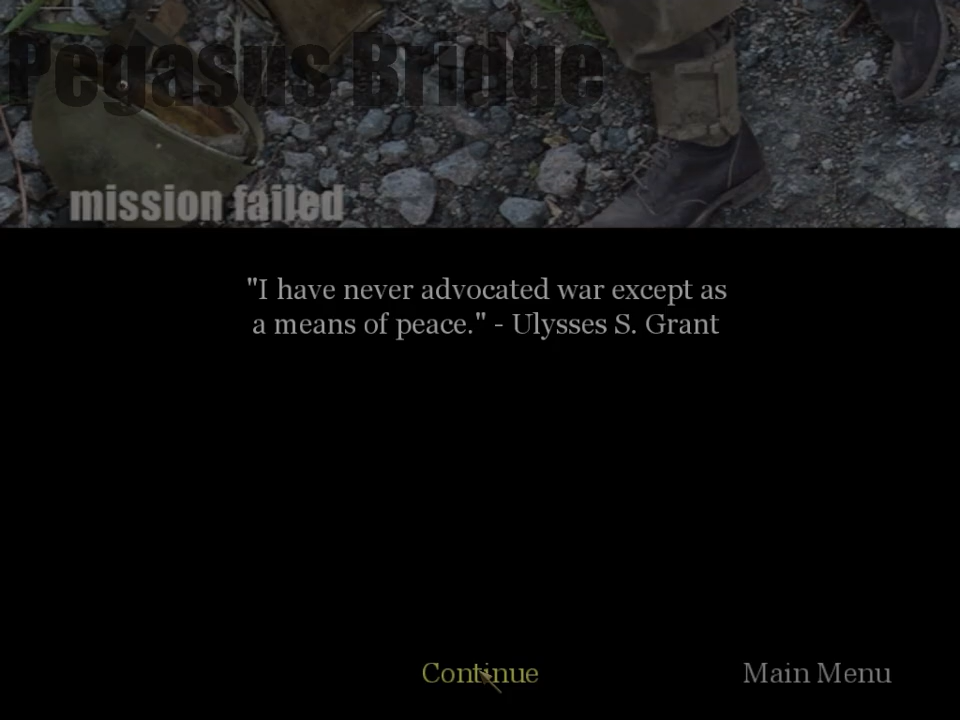 Pegasus Bridge
mission failed
"I have never advocated war except as
a means of peace." - Ulysses S. Grant
Continue
Main Menu